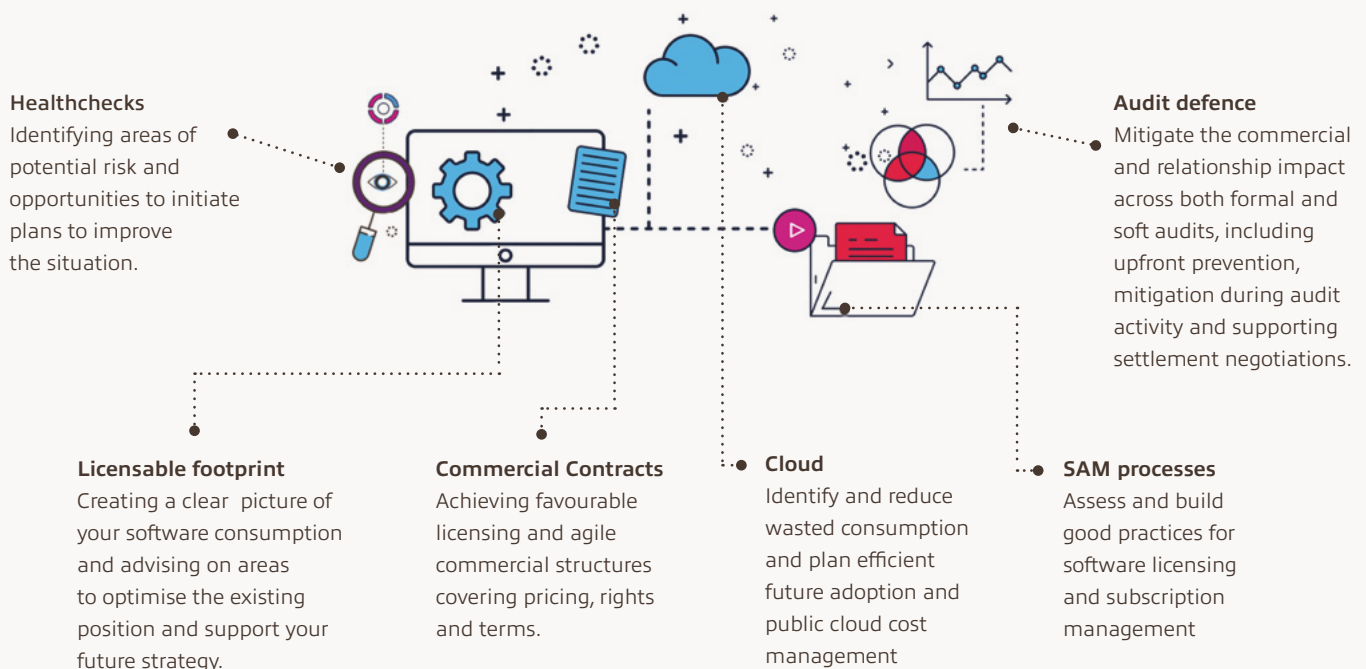 Healthchecks
Identifying areas of
potential risk and
opportunities to initiate
plans to improve
the situation.
Audit defence
Mitigate the commercial
and relationship impact
across both formal and
soft audits, including
upfront prevention,
mitigation during audit
activity and supporting
settlement negotiations.
Licensable footprint
Creating a clear  picture of
your software consumption
and advising on areas
to optimise the existing
position and support your
future strategy.
Commercial Contracts
Achieving favourable
licensing and agile
commercial structures
covering pricing, rights
and terms.
Cloud
Identify and reduce
wasted consumption
and plan efficient
future adoption and
public cloud cost
management
SAM processes
Assess and build
good practices for
software licensing
and subscription
management